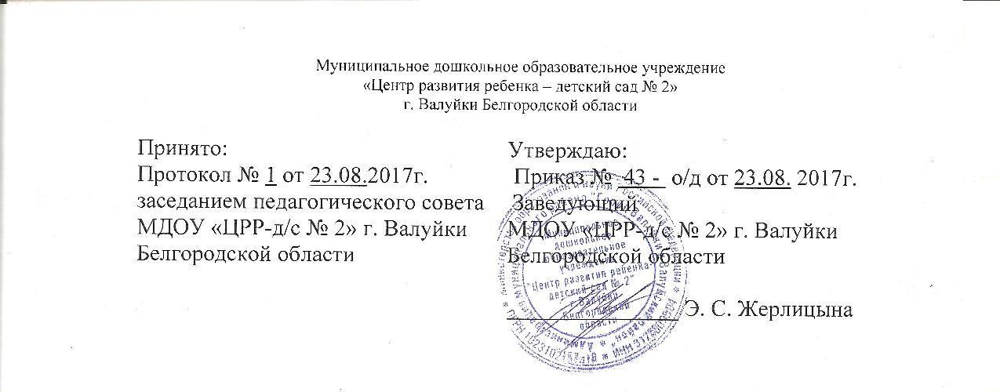 Муниципальное дошкольное образовательное учреждение
«Центр развития ребенка – детский сад № 2»
г. Валуйки Белгородской области
Принято:
Протокол № 1 от 23.08.2017г.
заседанием педагогического совета
МДОУ «ЦРР-д/с № 2» г. Валуйки
Белгородской области
Утверждаю:
Приказ № 43 - о/д от 23.08. 2017г.
Заведующий
МДОУ «ЦРР-д/с № 2» г. Валуйки
Белгородской области
Э. С. Жерлицына
Муниципальное
дошкольное
образовательное
учреждение
"Центр развития ребенка-
детский сад № 2"
г. Валуйки
Белгородской
области